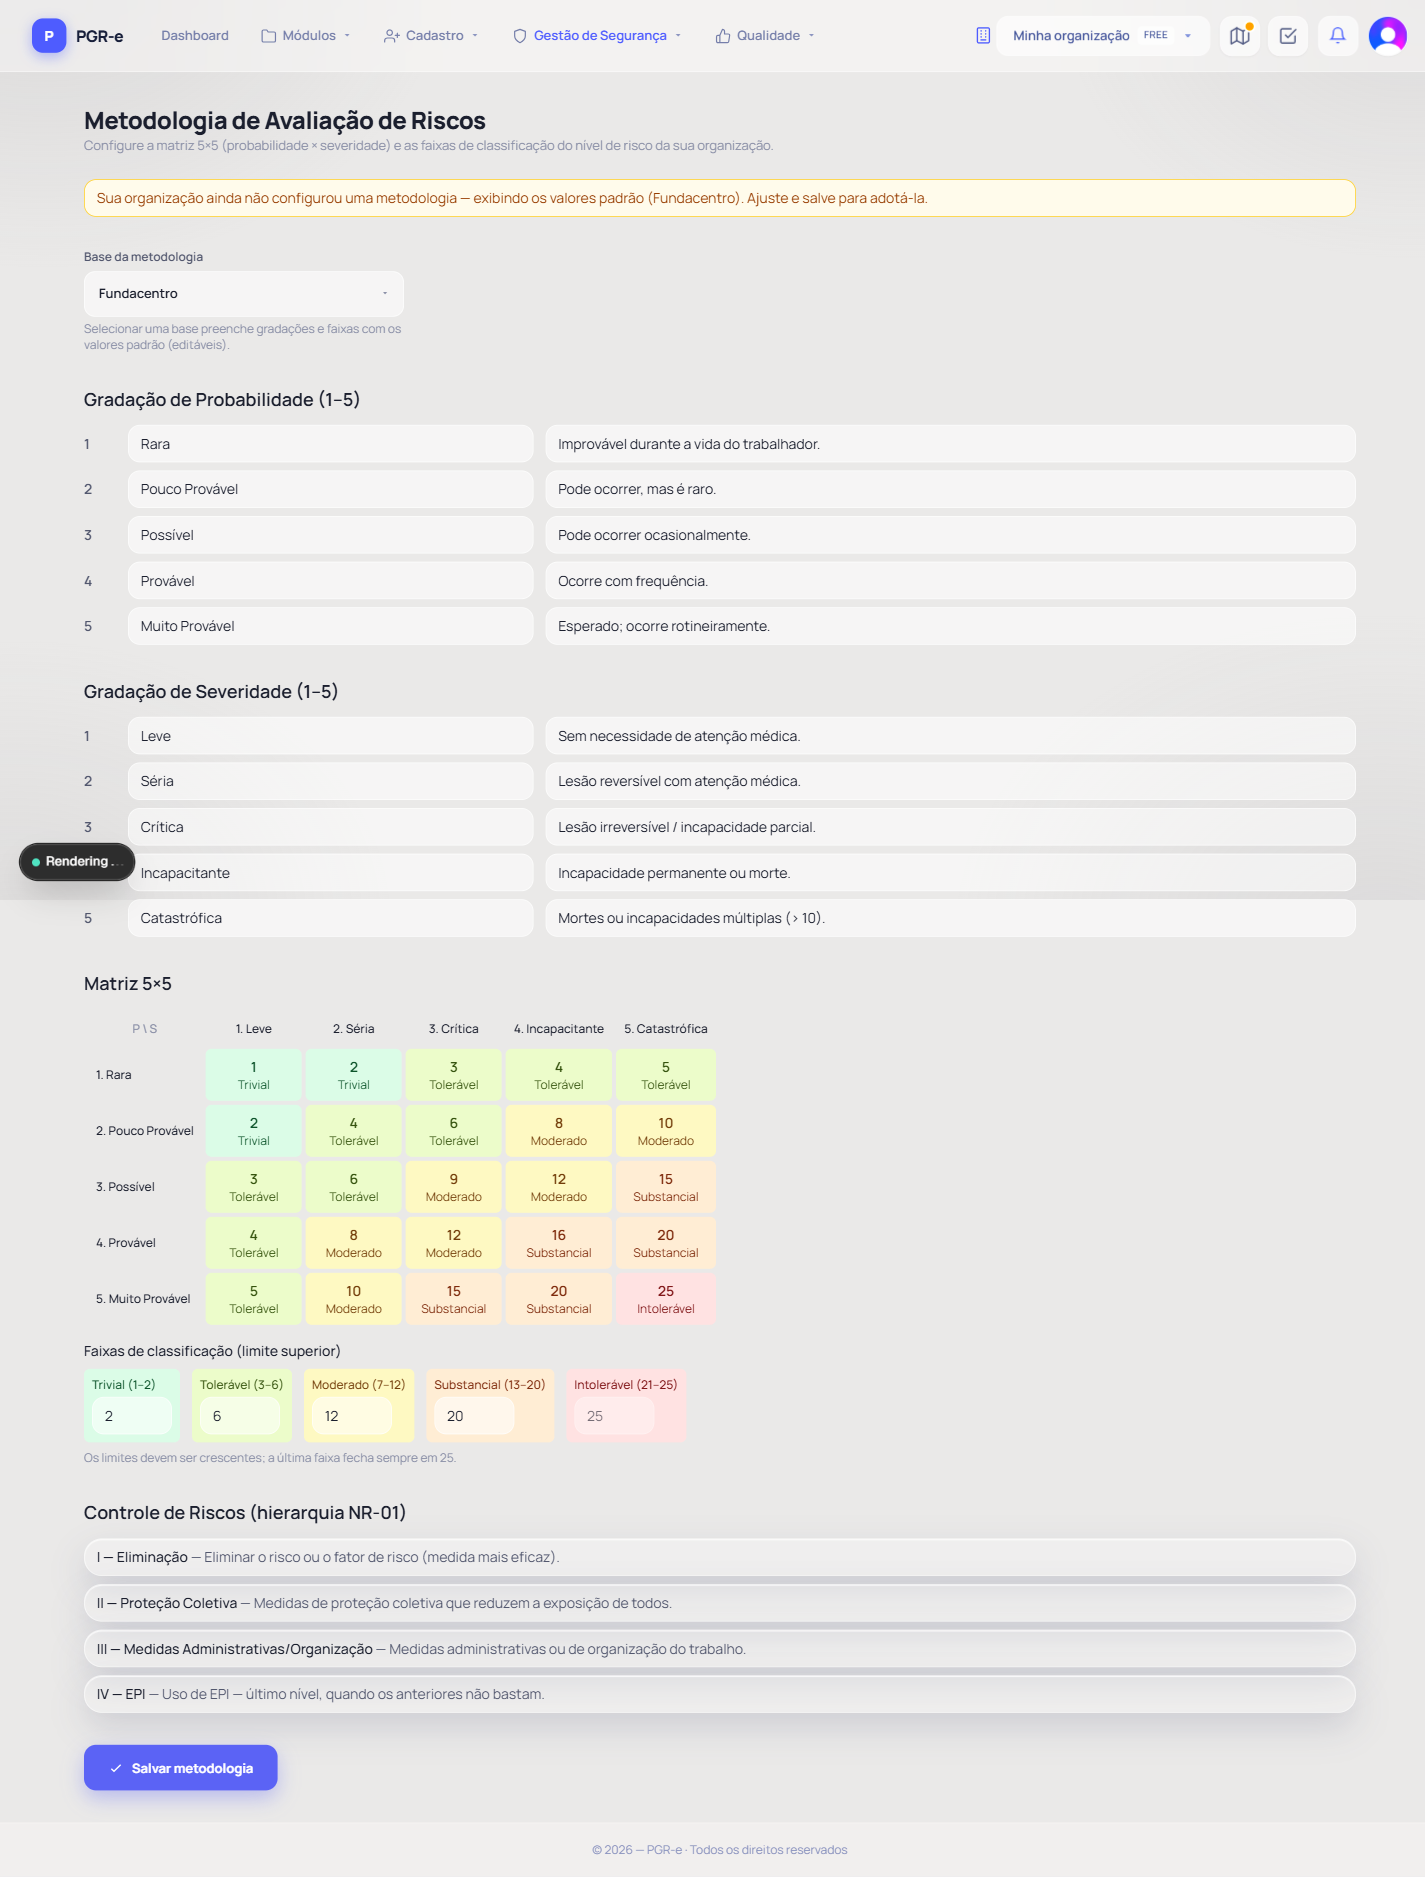 P PGR-e Dashboard Módulos Cadastro Gestão de Segurança Qualidade Minha organização FREE
Metodologia de Avaliação de Riscos
Configure a matriz 5×5 (probabilidade × severidade) e as faixas de classificação do nível de risco da sua organização.
Sua organização ainda não configurou uma metodologia — exibindo os valores padrão (Fundacentro). Ajuste e salve para adotá-la.
Base da metodologia
Fundacentro
Selecionar uma base preenche gradações e faixas com os
valores padrão (editáveis).
Gradação de Probabilidade (1–5)
1 Rara Improvável durante a vida do trabalhador.
2 Pouco Provável Pode ocorrer, mas é raro.
3 Possível Pode ocorrer ocasionalmente.
4 Provável Ocorre com frequência.
5 Muito Provável Esperado; ocorre rotineiramente.
Gradação de Severidade (1–5)
1 Leve Sem necessidade de atenção médica.
2 Séria Lesão reversível com atenção médica.
3 Crítica Lesão irreversível / incapacidade parcial.
Rendering ... Incapacitante Incapacidade permanente ou morte.
5 Catastrófica Mortes ou incapacidades múltiplas (> 10).
Matriz 5×5
P \ S 1. Leve 2. Séria 3. Crítica 4. Incapacitante 5. Catastrófica
1. Rara 1 Trivial 2 Trivial 3 Tolerável 4 Tolerável 5 Tolerável
2. Pouco Provável 2 Trivial 4 Tolerável 6 Tolerável 8 Moderado 10 Moderado
3. Possível 3 Tolerável 6 Tolerável 9 Moderado 12 Moderado 15 Substancial
4. Provável 4 Tolerável 8 Moderado 12 Moderado 16 Substancial 20 Substancial
5. Muito Provável 5 Tolerável 10 Moderado 15 Substancial 20 Substancial 25 Intolerável
Faixas de classificação (limite superior)
Trivial (1–2) Tolerável (3–6) Moderado (7–12) Substancial (13–20) Intolerável (21–25)
2 6 12 20 25
Os limites devem ser crescentes; a última faixa fecha sempre em 25.
Controle de Riscos (hierarquia NR-01)
I — Eliminação — Eliminar o risco ou o fator de risco (medida mais eficaz).
II — Proteção Coletiva — Medidas de proteção coletiva que reduzem a exposição de todos.
III — Medidas Administrativas/Organização — Medidas administrativas ou de organização do trabalho.
IV — EPI — Uso de EPI — último nível, quando os anteriores não bastam.
Salvar metodologia
© 2026 — PGR-e · Todos os direitos reservados